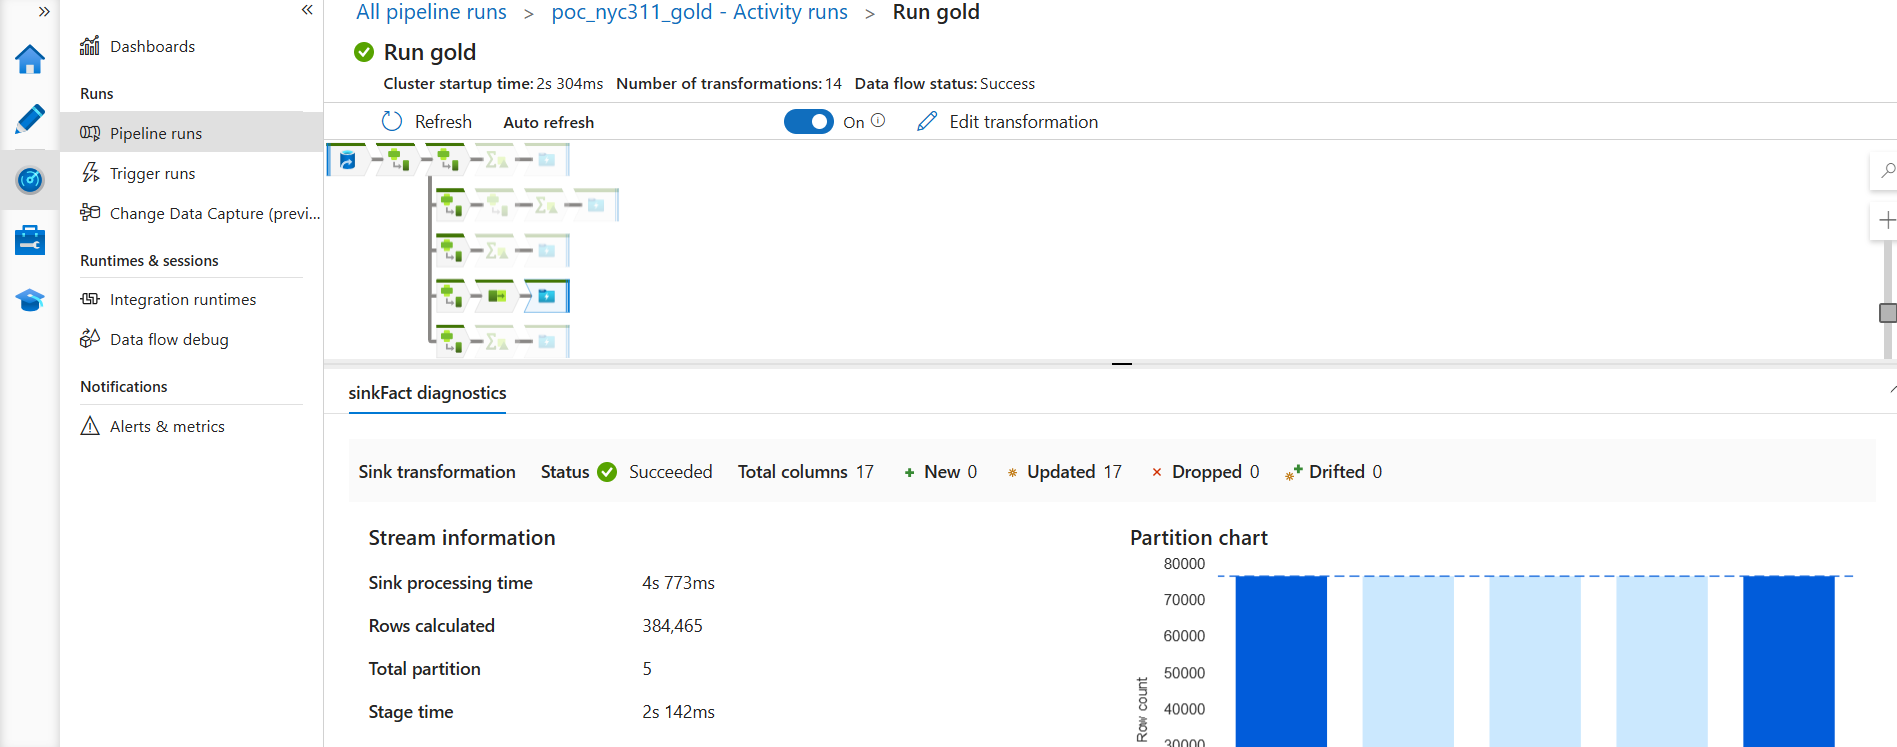 All pipeline runs > poc_nyc311_gold - Activity runs > Run gold
Run gold
Cluster startup time: 2s 304ms Number of transformations: 14 Data flow status: Success
Refresh Auto refresh On Edit transformation
Dashboards
Runs
Pipeline runs
Trigger runs
Change Data Capture (previ...
Runtimes & sessions
Integration runtimes
Data flow debug
Notifications
Alerts & metrics
sinkFact diagnostics
Sink transformation Status Succeeded Total columns 17 New 0 Updated 17 Dropped 0 Drifted 0
Stream information
Sink processing time 4s 773ms
Rows calculated 384,465
Total partition 5
Stage time 2s 142ms
Partition chart
80000
70000
60000
50000
40000
30000
Row count